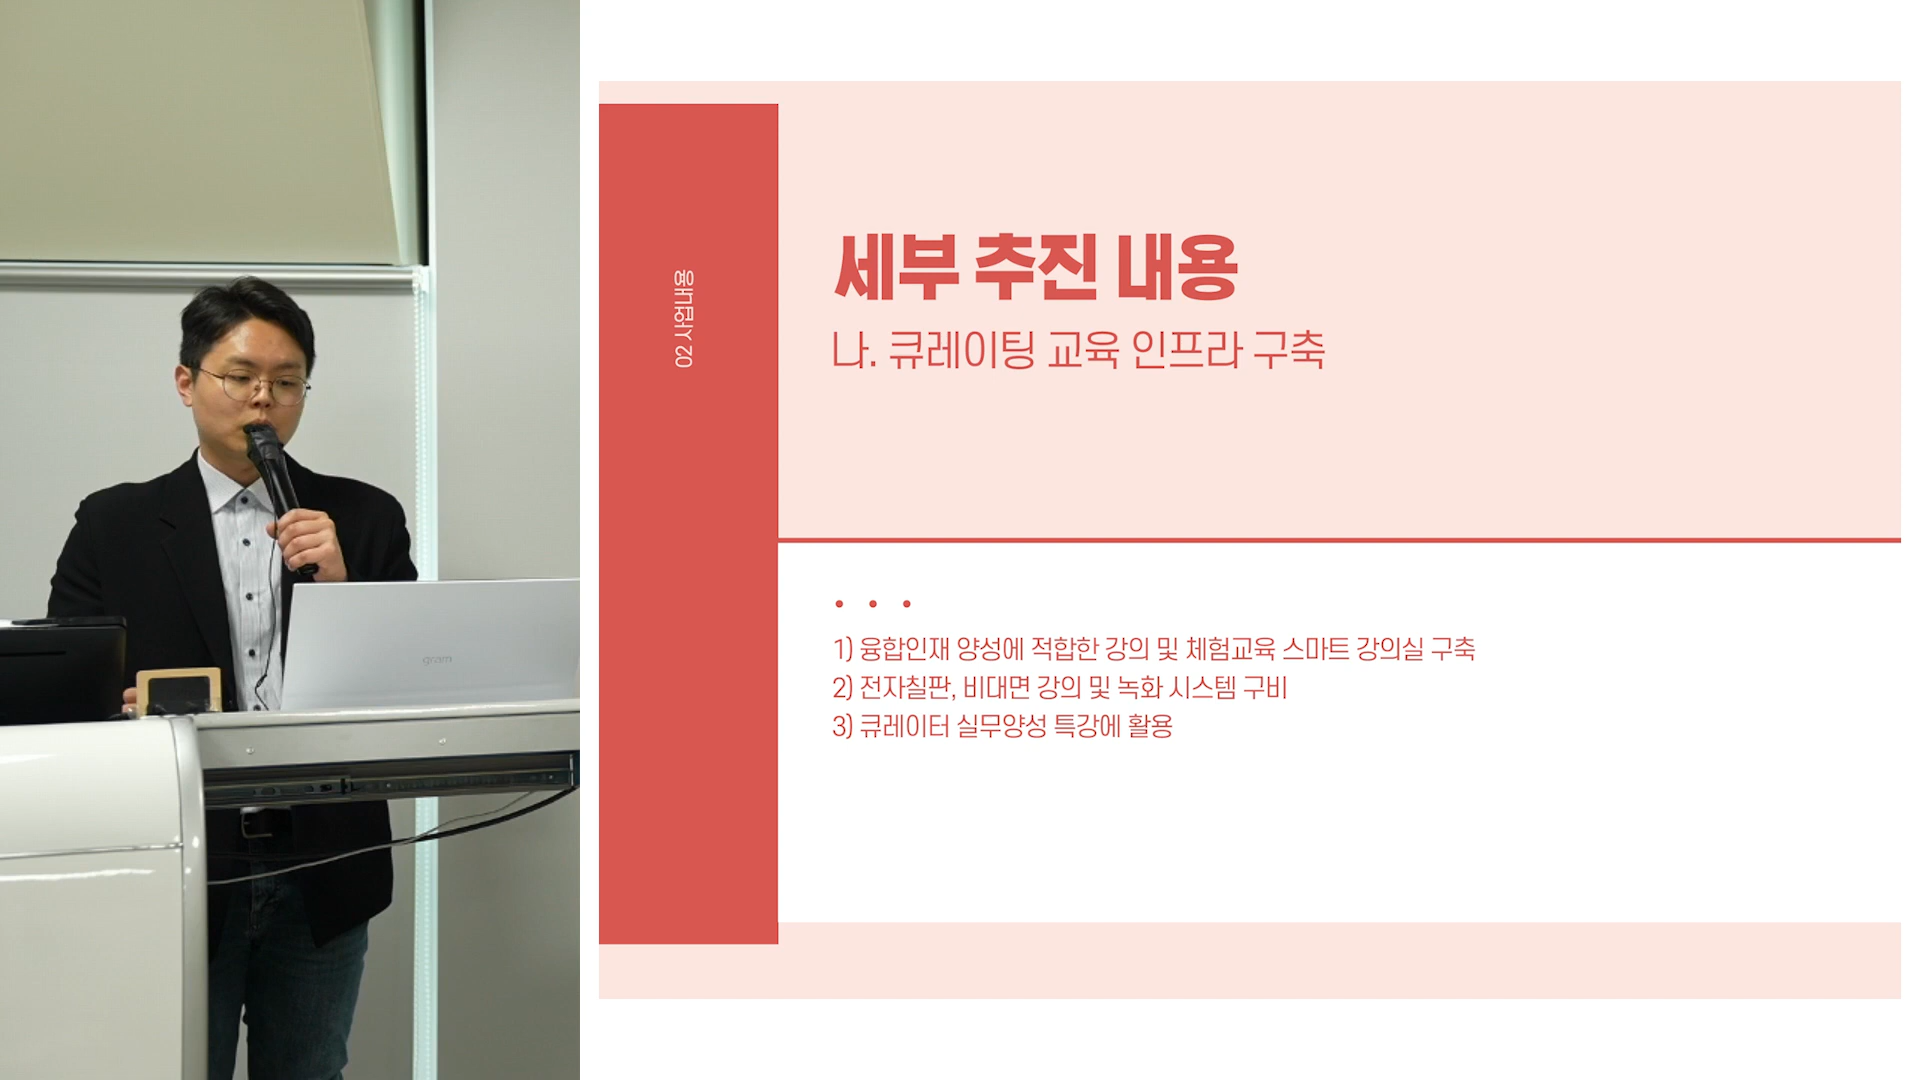 gram
02 사업내용
세부 추진 내용
나. 큐레이팅 교육 인프라 구축
1) 융합인재 양성에 적합한 강의 및 체험교육 스마트 강의실 구축
2) 전자칠판, 비대면 강의 및 녹화 시스템 구비
3) 큐레이터 실무양성 특강에 활용